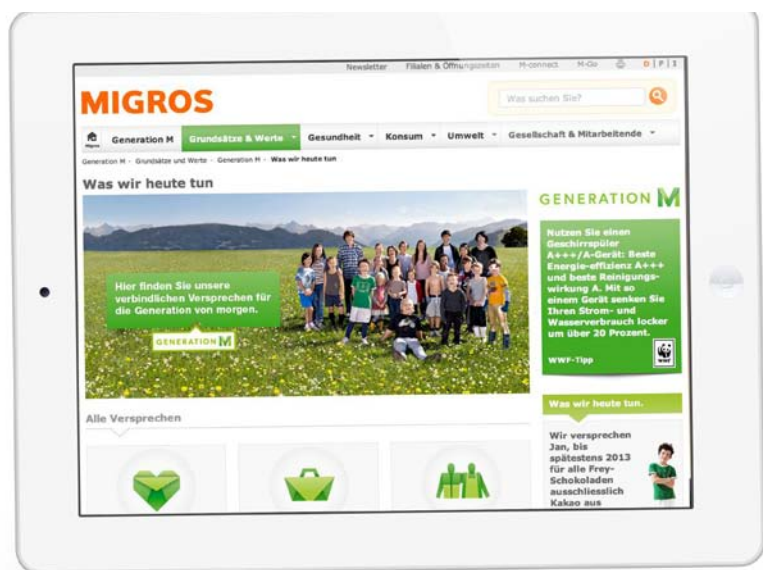 Newsletter Filialen & Öffnungszeiten M-connect M-Go D | F | I
MIGROS
Was suchen Sie?
Migros Generation M Grundsätze & Werte Gesundheit Konsum Umwelt Gesellschaft & Mitarbeitende
Generation M - Grundsätze und Werte - Generation M - Was wir heute tun
Was wir heute tun
Hier finden Sie unsere
verbindlichen Versprechen für
die Generation von morgen.
GENERATION M
Alle Versprechen
GENERATION M
Nutzen Sie einen
Geschirrspüler
A+++/A-Gerät: Beste
Energie-effizienz A+++
und beste Reinigungs-
wirkung A. Mit so
einem Gerät senken Sie
Ihren Strom- und
Wasserverbrauch locker
um über 20 Prozent.
WWF-Tipp
WWF
Was wir heute tun.
Wir versprechen
Jan, bis
spätestens 2013
für alle Frey-
Schokoladen
ausschliesslich
Kakao aus